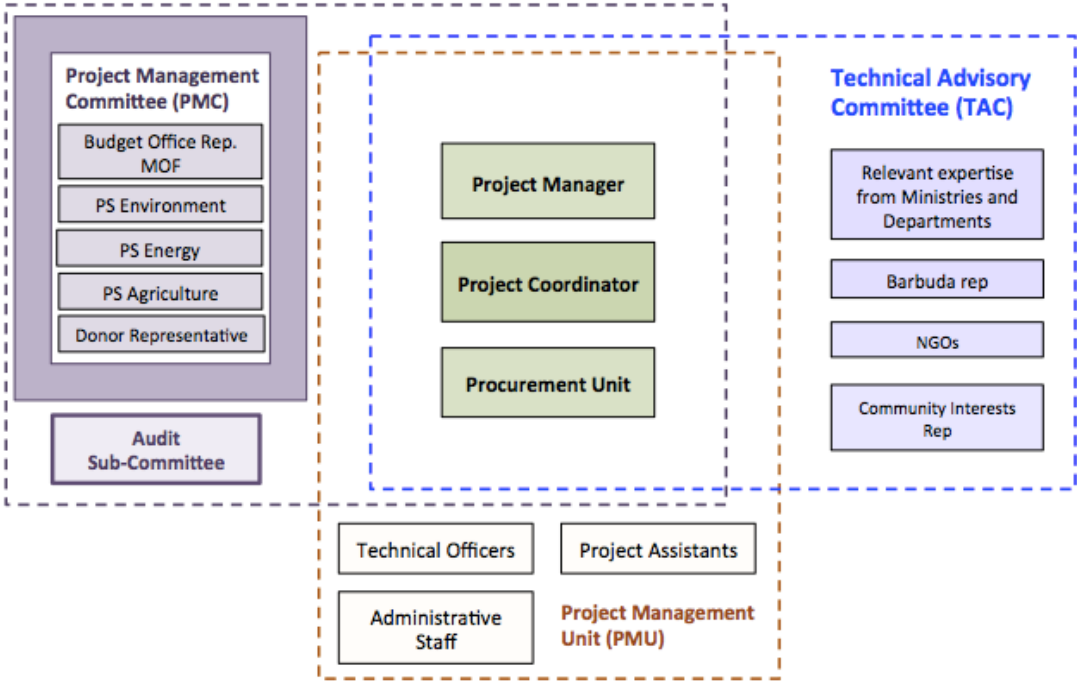 Project Management
Committee (PMC)
Budget Office Rep.
MOF
PS Environment
PS Energy
PS Agriculture
Donor Representative
Audit
Sub-Committee
Project Manager
Project Coordinator
Procurement Unit
Technical Advisory
Committee (TAC)
Relevant expertise
from Ministries and
Departments
Barbuda rep
NGOs
Community Interests
Rep
Technical Officers
Project Assistants
Administrative
Staff
Project Management
Unit (PMU)